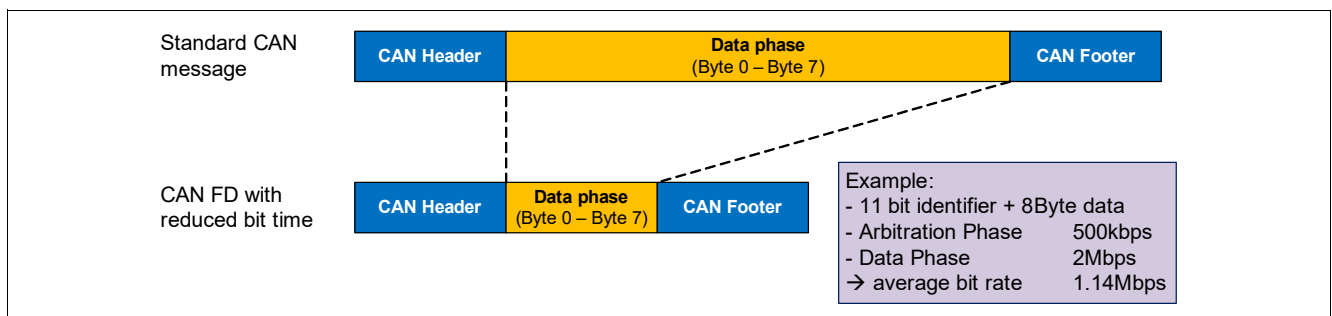 Standard CAN
message
CAN Header
Data phase
(Byte 0 – Byte 7)
CAN Footer
CAN FD with
reduced bit time
CAN Header
Data phase
(Byte 0 – Byte 7)
CAN Footer
Example:
- 11 bit identifier + 8Byte data
- Arbitration Phase 500kbps
- Data Phase 2Mbps
→ average bit rate 1.14Mbps